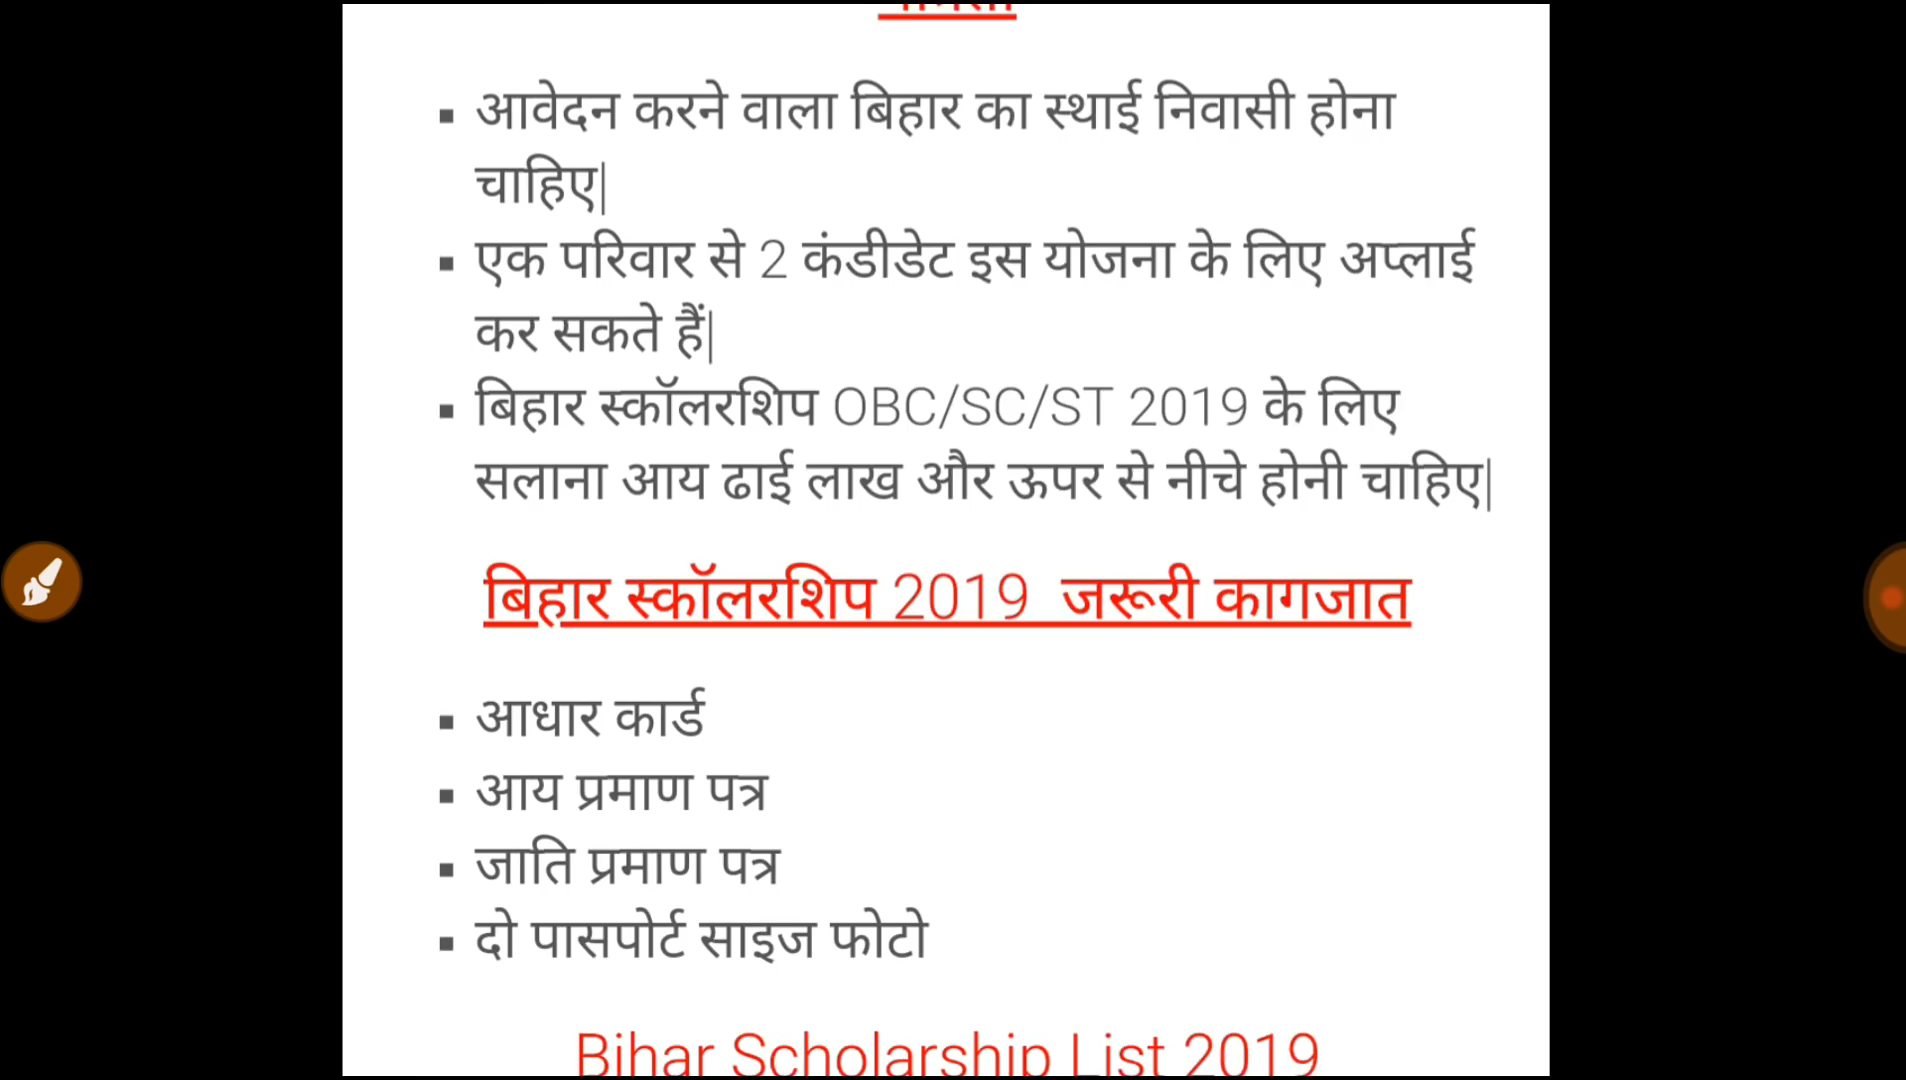 ▪ आवेदन करने वाला बिहार का स्थाई निवासी होना
चाहिए|
▪ एक परिवार से 2 कंडीडेट इस योजना के लिए अप्लाई
कर सकते हैं|
▪ बिहार स्कॉलरशिप OBC/SC/ST 2019 के लिए
सलाना आय ढाई लाख और ऊपर से नीचे होनी चाहिए|
बिहार स्कॉलरशिप 2019 जरूरी कागजात
▪ आधार कार्ड
▪ आय प्रमाण पत्र
▪ जाति प्रमाण पत्र
▪ दो पासपोर्ट साइज फोटो
Bihar Scholarship List 2019